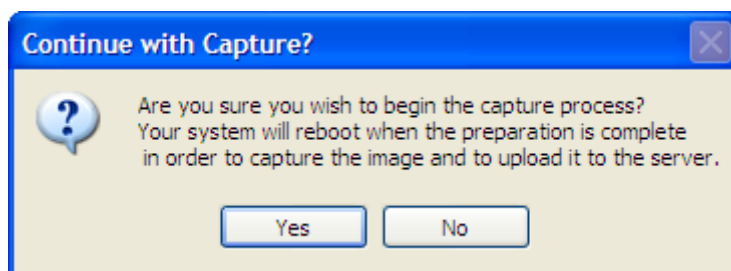 Continue with Capture?
Are you sure you wish to begin the capture process?
Your system will reboot when the preparation is complete
in order to capture the image and to upload it to the server.
Yes
No